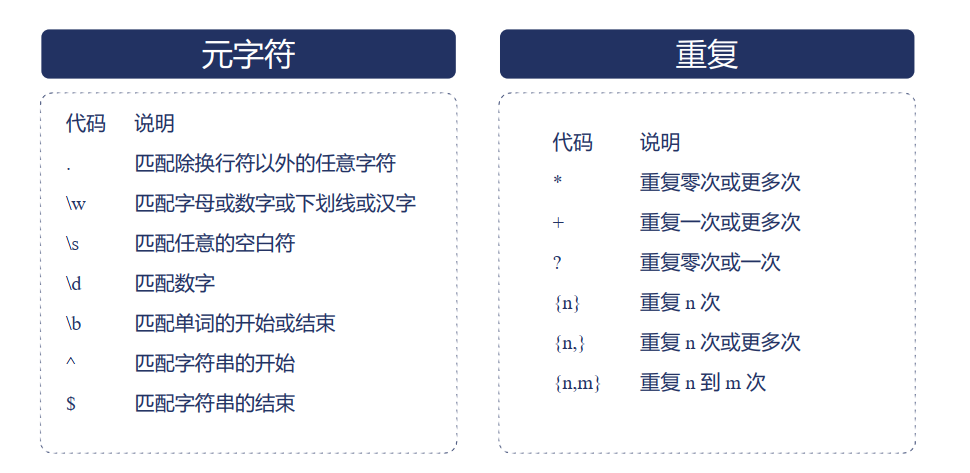 元字符
代码 说明
. 匹配除换行符以外的任意字符
\w 匹配字母或数字或下划线或汉字
\s 匹配任意的空白符
\d 匹配数字
\b 匹配单词的开始或结束
^ 匹配字符串的开始
$ 匹配字符串的结束
重复
代码 说明
* 重复零次或更多次
+ 重复一次或更多次
? 重复零次或一次
{n} 重复 n 次
{n,} 重复 n 次或更多次
{n,m} 重复 n 到 m 次